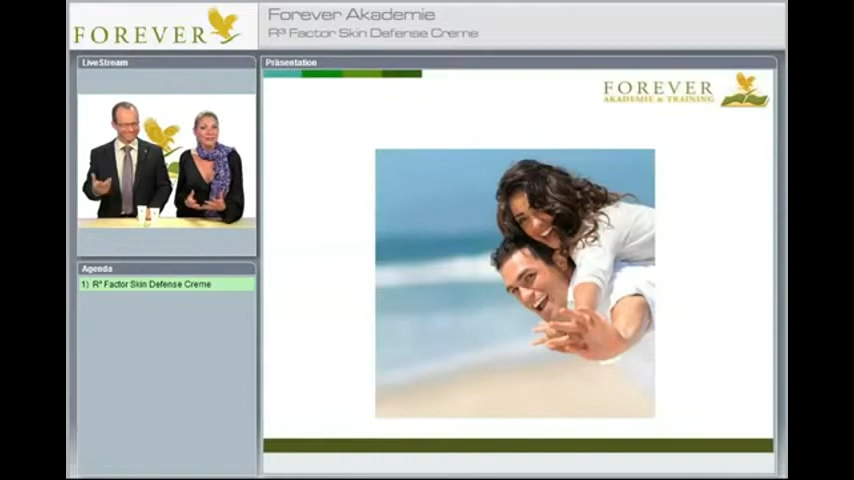 FOREVER
Forever Akademie
R³ Factor Skin Defense Creme
LiveStream
Präsentation
FOREVER
AKADEMIE & TRAINING
Agenda
1) R³ Factor Skin Defense Creme